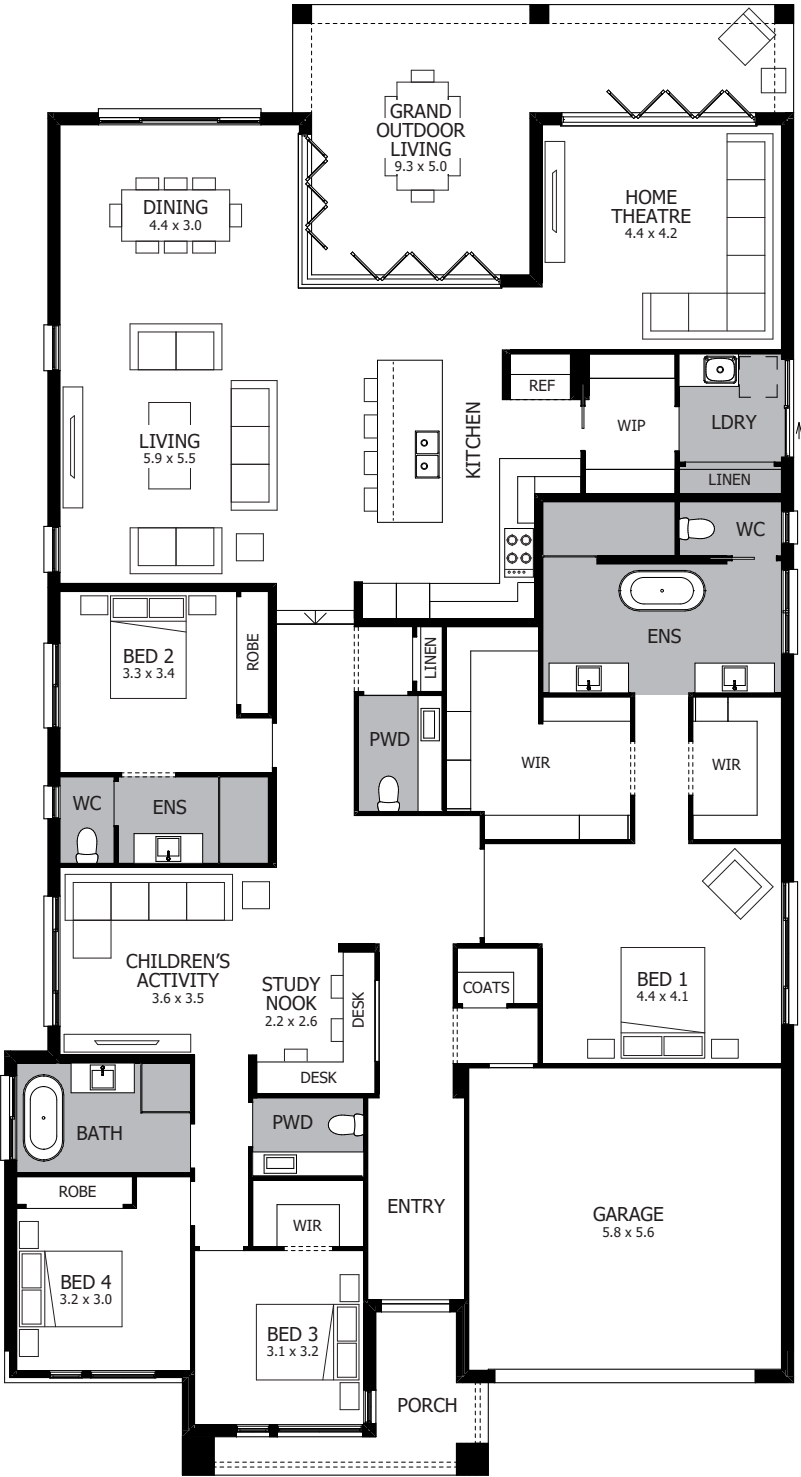 GRAND
OUTDOOR
LIVING
9.3 x 5.0
DINING
4.4 x 3.0
HOME
THEATRE
4.4 x 4.2
REF
KITCHEN
WIP
LDRY
LIVING
5.9 x 5.5
LINEN
WC
ENS
BED 2
3.3 x 3.4
ROBE
LINEN
PWD
WIR
WIR
WC
ENS
CHILDREN'S
ACTIVITY
3.6 x 3.5
STUDY
NOOK
2.2 x 2.6
DESK
DESK
COATS
BED 1
4.4 x 4.1
BATH
PWD
ROBE
WIR
ENTRY
GARAGE
5.8 x 5.6
BED 4
3.2 x 3.0
BED 3
3.1 x 3.2
PORCH